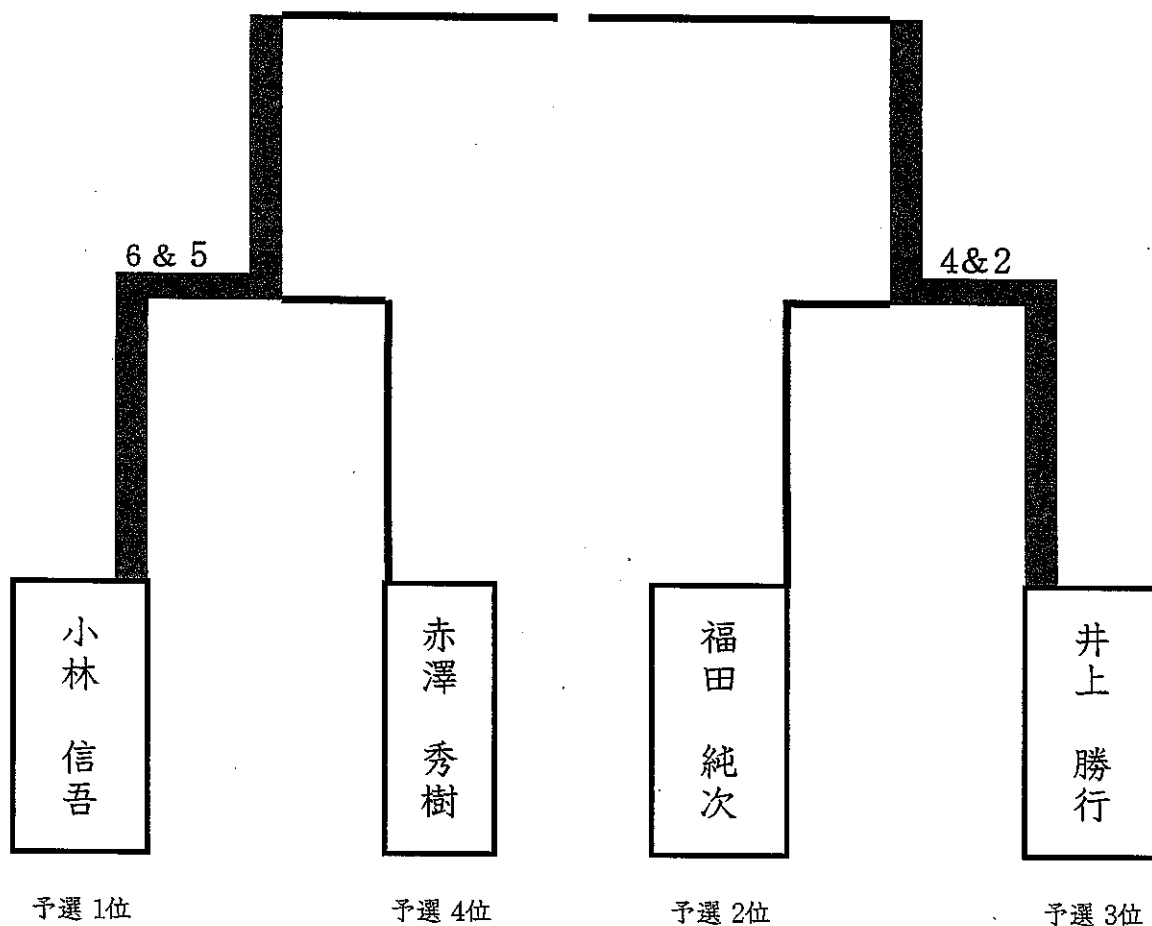 6 & 5
4&2
小林 信吾
赤澤 秀樹
福田 純次
井上 勝行
予選 1位
予選 4位
予選 2位
予選 3位